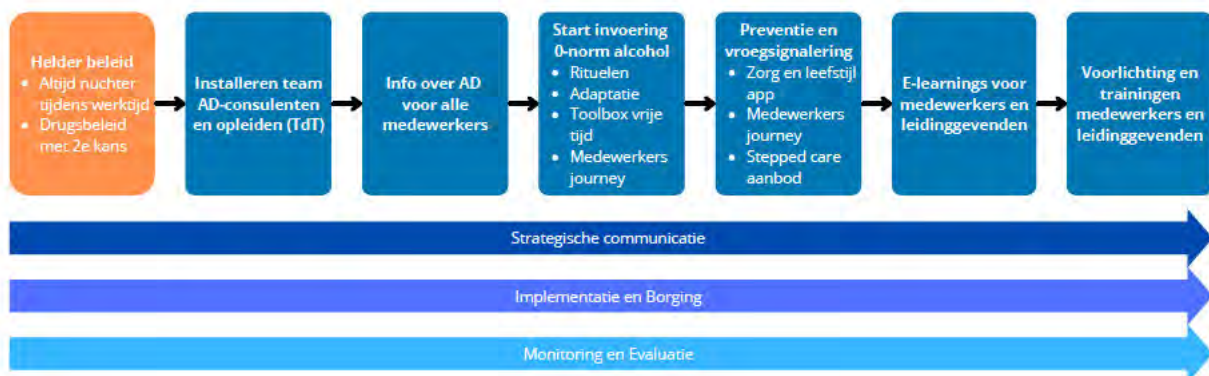 Helder beleid
• Altijd nuchter
tijdens werktijd
• Drugsbeleid
met 2e kans
Installeren team
AD-consulenten
en opleiden (TdT)
Info over AD
voor alle
medewerkers
Start invoering
0-norm alcohol
• Rituelen
• Adaptatie
• Toolbox vrije
tijd
• Medewerkers
journey
Preventie en
vroegsignalering
• Zorg en leefstijl
app
• Medewerkers
journey
• Stepped care
aanbod
E-learnings voor
medewerkers en
leidinggevenden
Voorlichting en
trainingen
medewerkers en
leidinggevenden
Strategische communicatie
Implementatie en Borging
Monitoring en Evaluatie